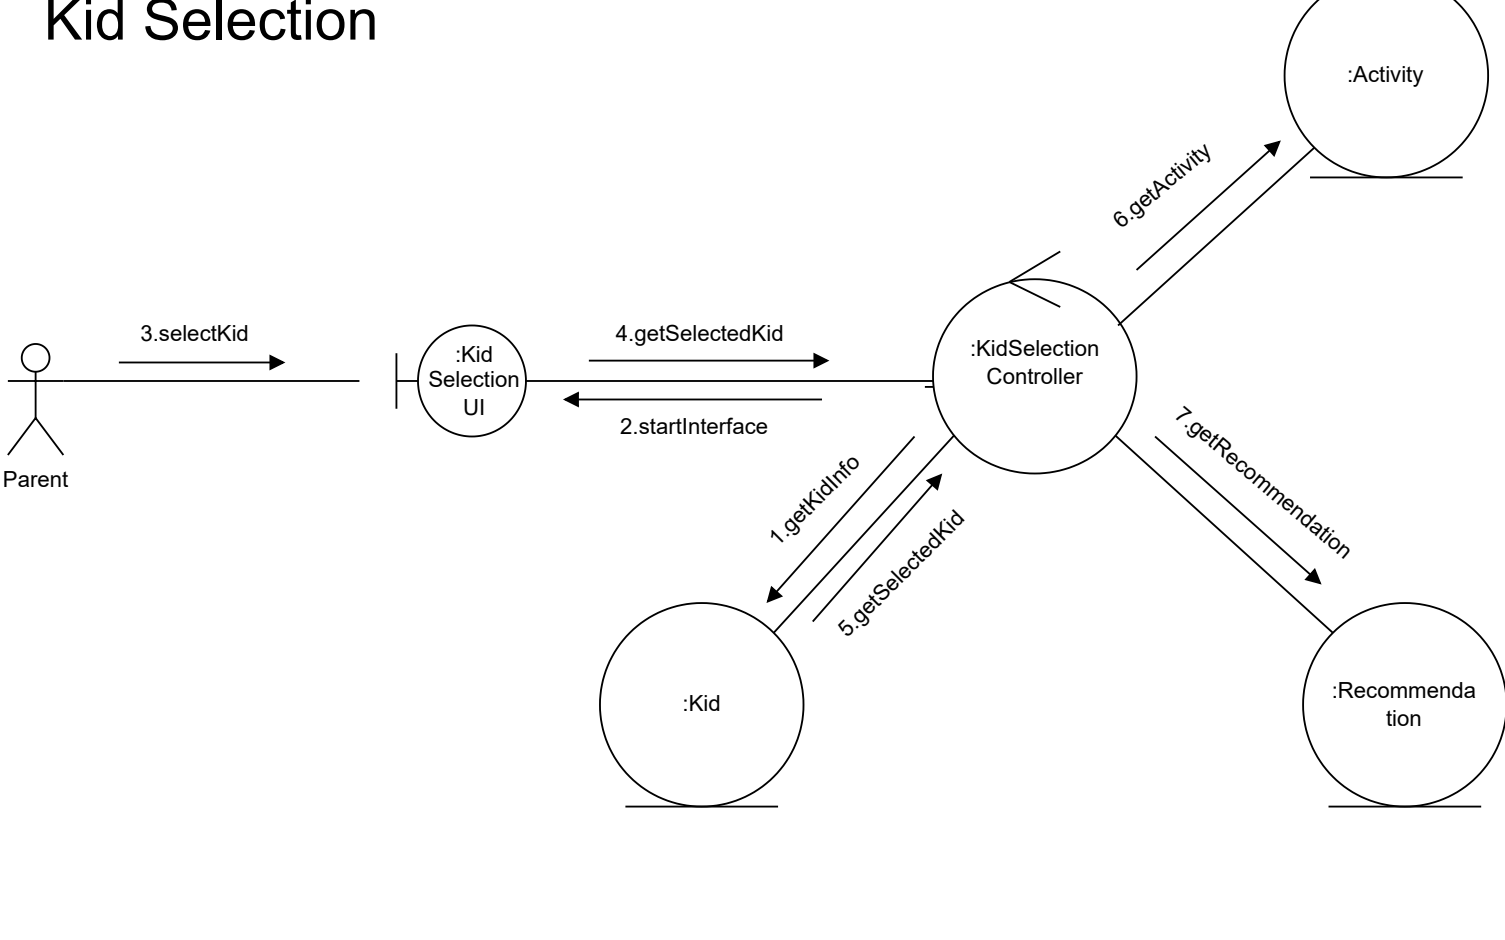 Kid Selection
:Activity
6.getActivity
3.selectKid
4.getSelectedKid
:Kid
Selection
UI
:KidSelection
Controller
2.startInterface
Parent
1.getKidInfo
5.getSelectedKid
7.getRecommendation
:Kid
:Recommenda
tion